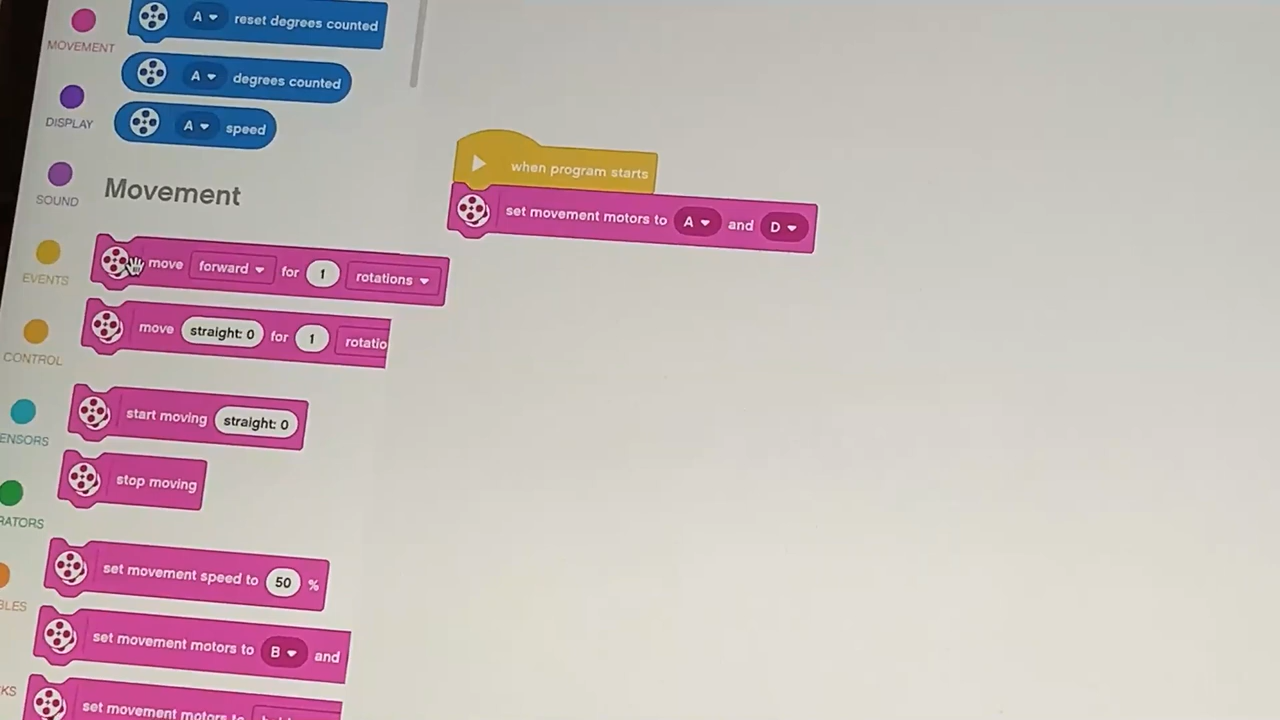 A reset degrees counted
MOVEMENT
A degrees counted
DISPLAY
A speed
SOUND
Movement
EVENTS
move forward for 1 rotations
CONTROL
move straight: 0 for 1 rotatio
ENSORS
start moving straight: 0
RATORS
stop moving
BLES
set movement speed to 50 %
set movement motors to B and
KS
set movement motors to
when program starts
set movement motors to A and D